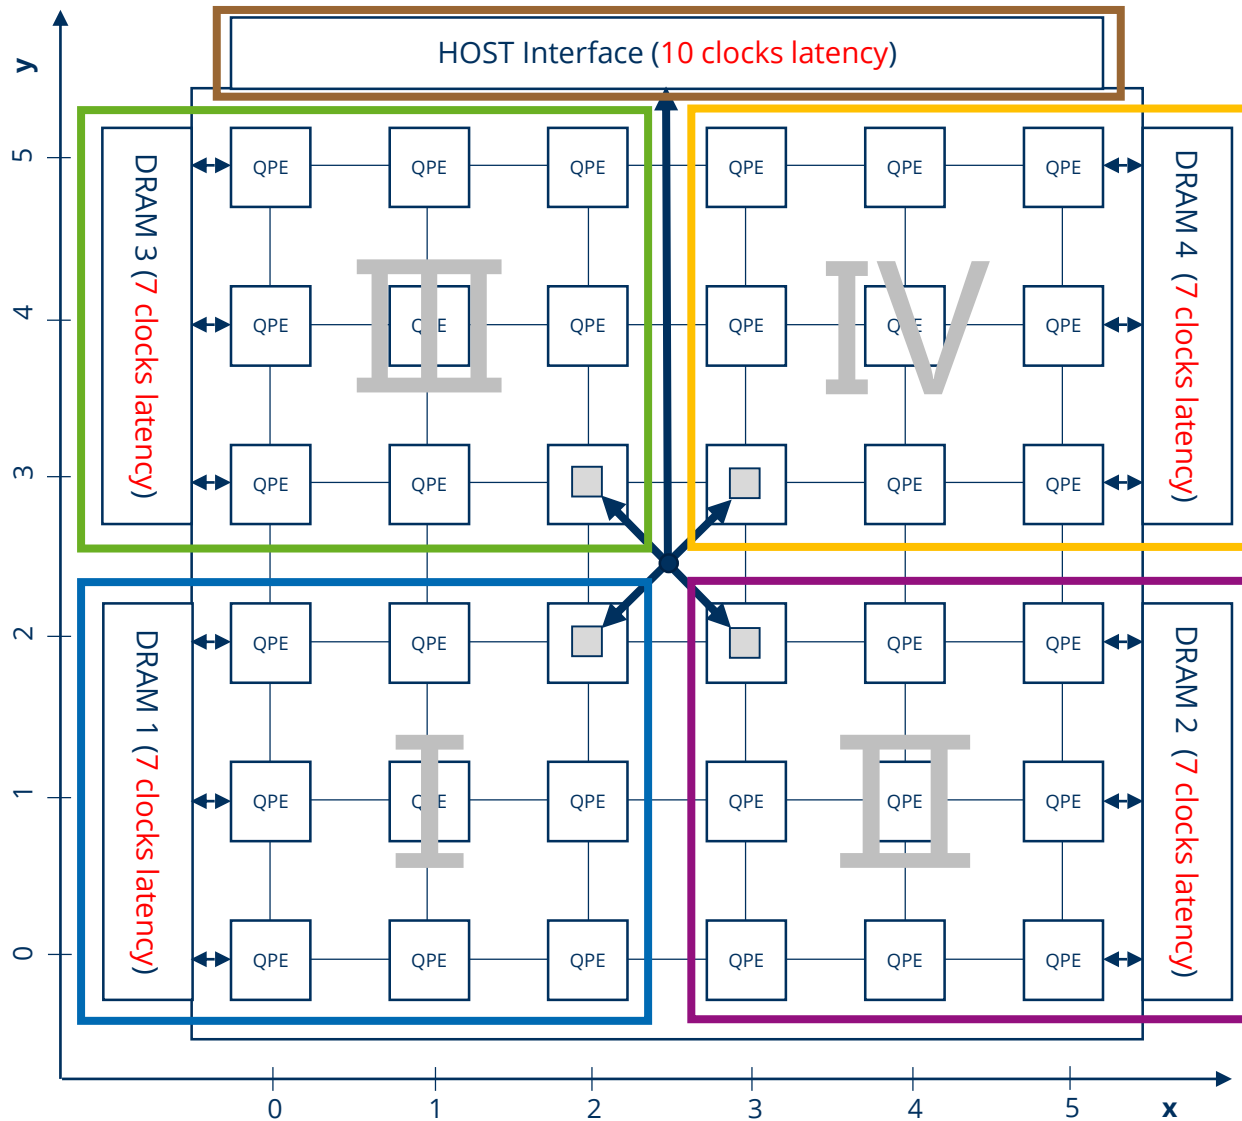 y
HOST Interface (10 clocks latency)
5
QPE
QPE
QPE
QPE
QPE
QPE
DRAM 3 (7 clocks latency)
DRAM 4 (7 clocks latency)
III
IV
4
QPE
QPE
QPE
QPE
QPE
QPE
3
QPE
QPE
QPE
QPE
2
QPE
QPE
QPE
QPE
DRAM 1 (7 clocks latency)
DRAM 2 (7 clocks latency)
I
II
1
QPE
QPE
QPE
QPE
QPE
QPE
0
QPE
QPE
QPE
QPE
QPE
QPE
0
1
2
3
4
5
x